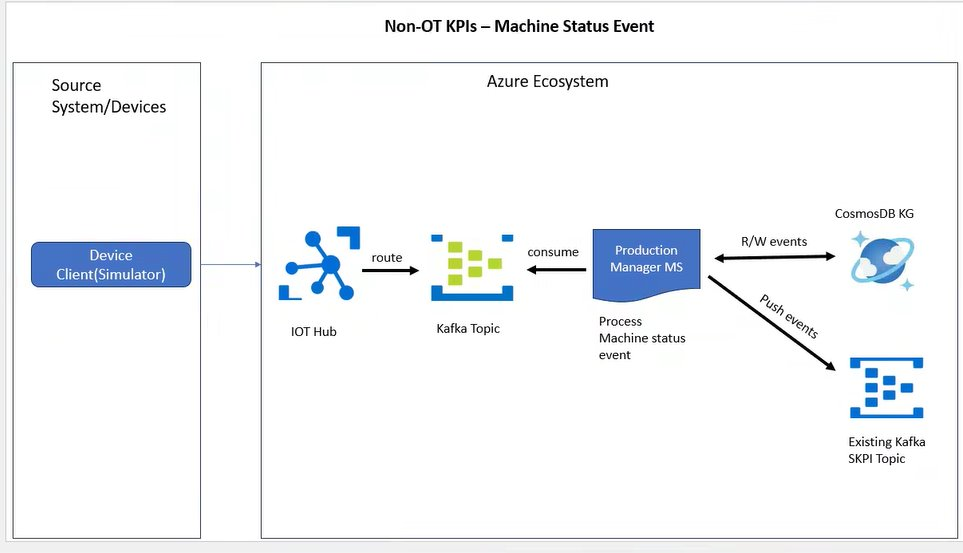 Non-OT KPIs – Machine Status Event
Source
System/Devices
Azure Ecosystem
Device
Client(Simulator)
IOT Hub
route
Kafka Topic
consume
Production
Manager MS
Process
Machine status
event
R/W events
CosmosDB KG
Push events
Existing Kafka
SKPI Topic